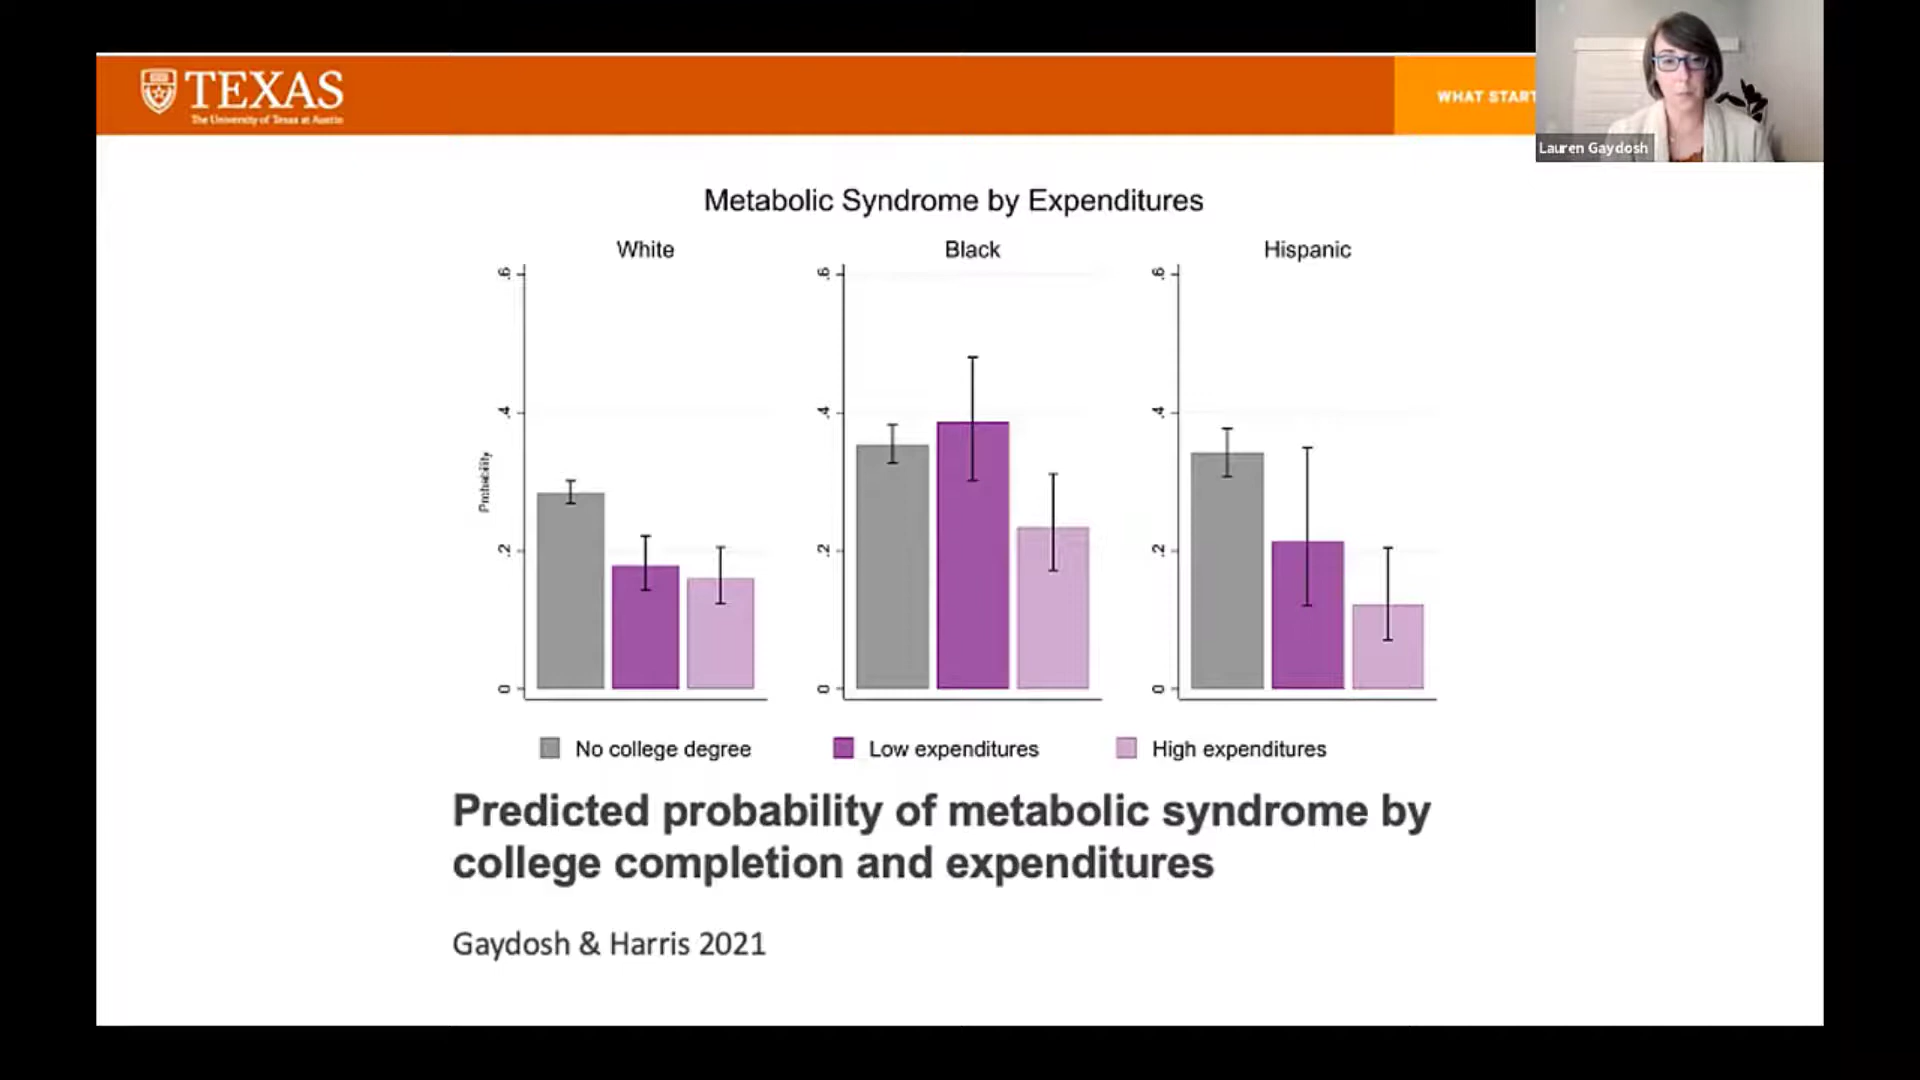 TEXAS
The University of Texas at Austin
WHAT START
Lauren Gaydosh
Metabolic Syndrome by Expenditures
White
Black
Hispanic
Probability
.6
.4
.2
0
.6
.4
.2
0
.6
.4
.2
0
No college degree
Low expenditures
High expenditures
Predicted probability of metabolic syndrome by
college completion and expenditures
Gaydosh & Harris 2021